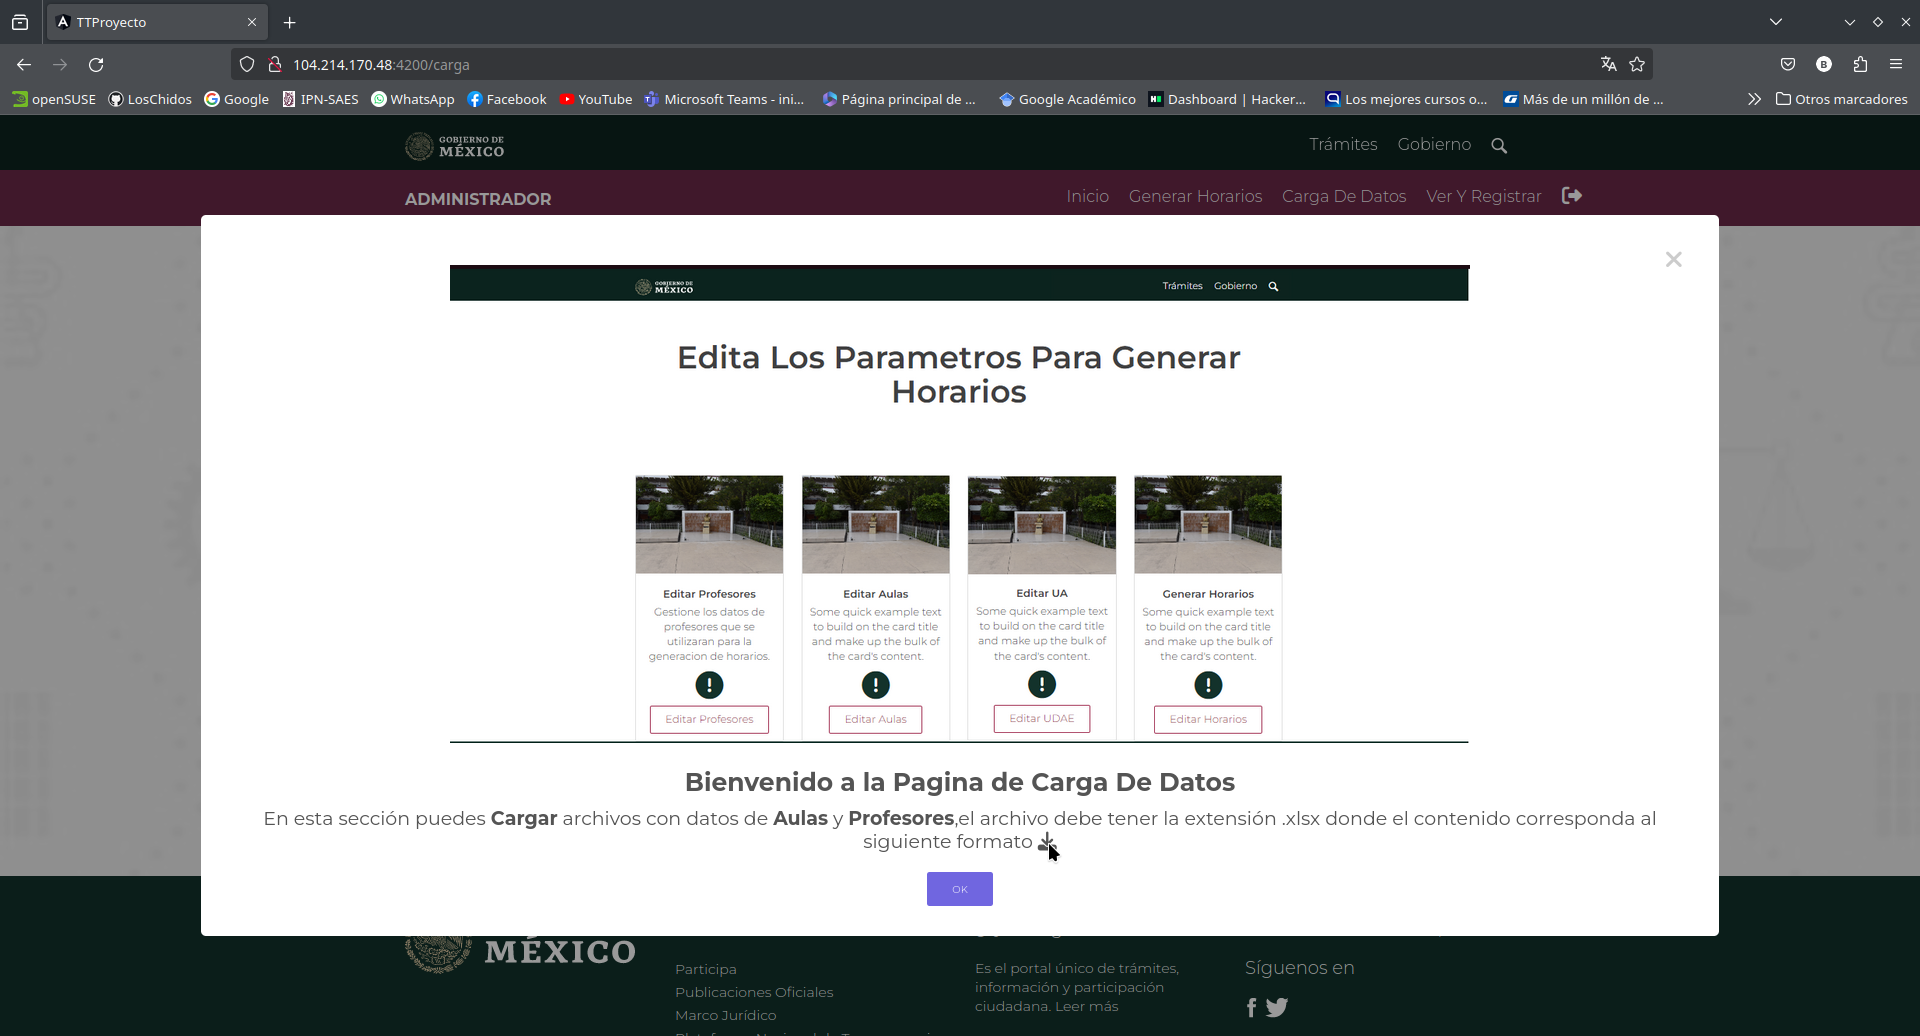 TTProyecto
104.214.170.48:4200/carga
openSUSE LosChidos Google IPN-SAES WhatsApp Facebook YouTube Microsoft Teams - ini... Página principal de ... Google Académico Dashboard | Hacker... Los mejores cursos o... Más de un millón de ... Otros marcadores
GOBIERNO DE
MÉXICO
Trámites Gobierno
ADMINISTRADOR
Inicio Generar Horarios Carga De Datos Ver Y Registrar
GOBIERNO DE
MÉXICO
Trámites Gobierno
Edita Los Parametros Para Generar
Horarios
Editar Profesores
Gestione los datos de
profesores que se
utilizaran para la
generacion de horarios.
Editar Profesores
Editar Aulas
Some quick example text
to build on the card title
and make up the bulk of
the card's content.
Editar Aulas
Editar UA
Some quick example text
to build on the card title
and make up the bulk of
the card's content.
Editar UDAE
Generar Horarios
Some quick example text
to build on the card title
and make up the bulk of
the card's content.
Editar Horarios
Bienvenido a la Pagina de Carga De Datos
En esta sección puedes Cargar archivos con datos de Aulas y Profesores,el archivo debe tener la extensión .xlsx donde el contenido corresponda al
siguiente formato
OK
MÉXICO
Participa
Publicaciones Oficiales
Marco Jurídico
Es el portal único de trámites,
información y participación
ciudadana. Leer más
Síguenos en